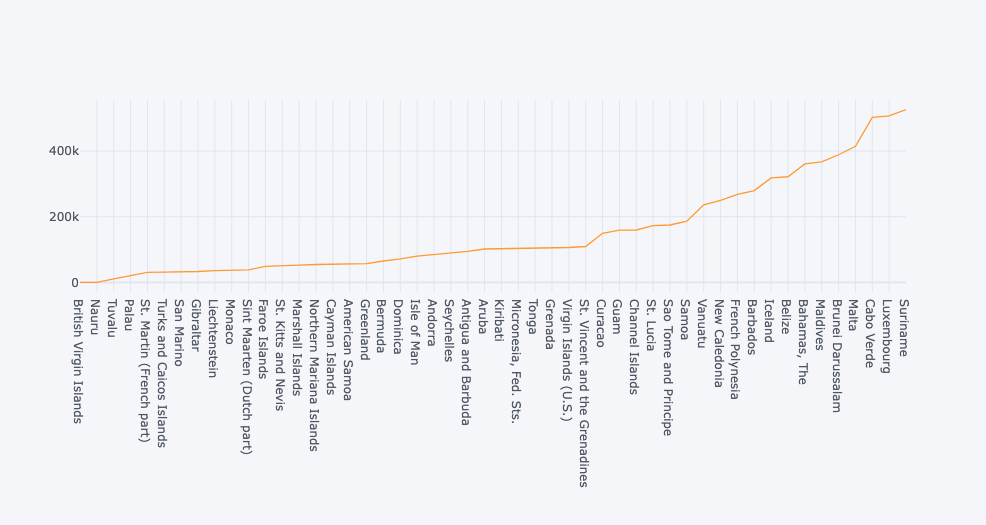 400k
200k
0
British Virgin Islands
Nauru
Tuvalu
Palau
St. Martin (French part)
Turks and Caicos Islands
San Marino
Gibraltar
Liechtenstein
Monaco
Sint Maarten (Dutch part)
Faroe Islands
St. Kitts and Nevis
Marshall Islands
Northern Mariana Islands
Cayman Islands
American Samoa
Greenland
Bermuda
Dominica
Isle of Man
Andorra
Seychelles
Antigua and Barbuda
Aruba
Kiribati
Micronesia, Fed. Sts.
Tonga
Grenada
Virgin Islands (U.S.)
St. Vincent and the Grenadines
Curacao
Guam
Channel Islands
St. Lucia
Sao Tome and Principe
Samoa
Vanuatu
New Caledonia
French Polynesia
Barbados
Iceland
Belize
Bahamas, The
Maldives
Brunei Darussalam
Malta
Cabo Verde
Luxembourg
Suriname